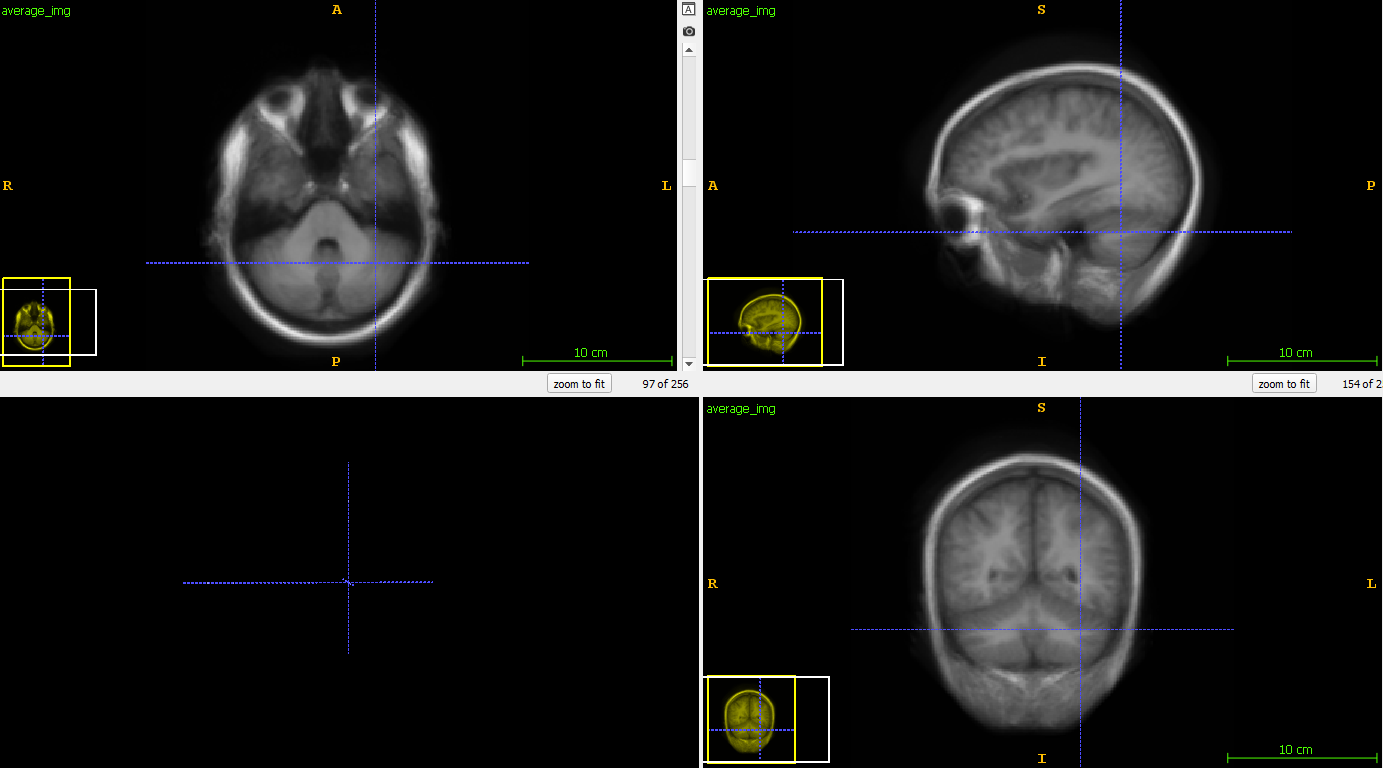 average_img
A
A
R
L
P
10 cm
zoom to fit
97 of 256
average_img
S
A
P
I
10 cm
zoom to fit
154 of 2
average_img
S
R
L
I
10 cm